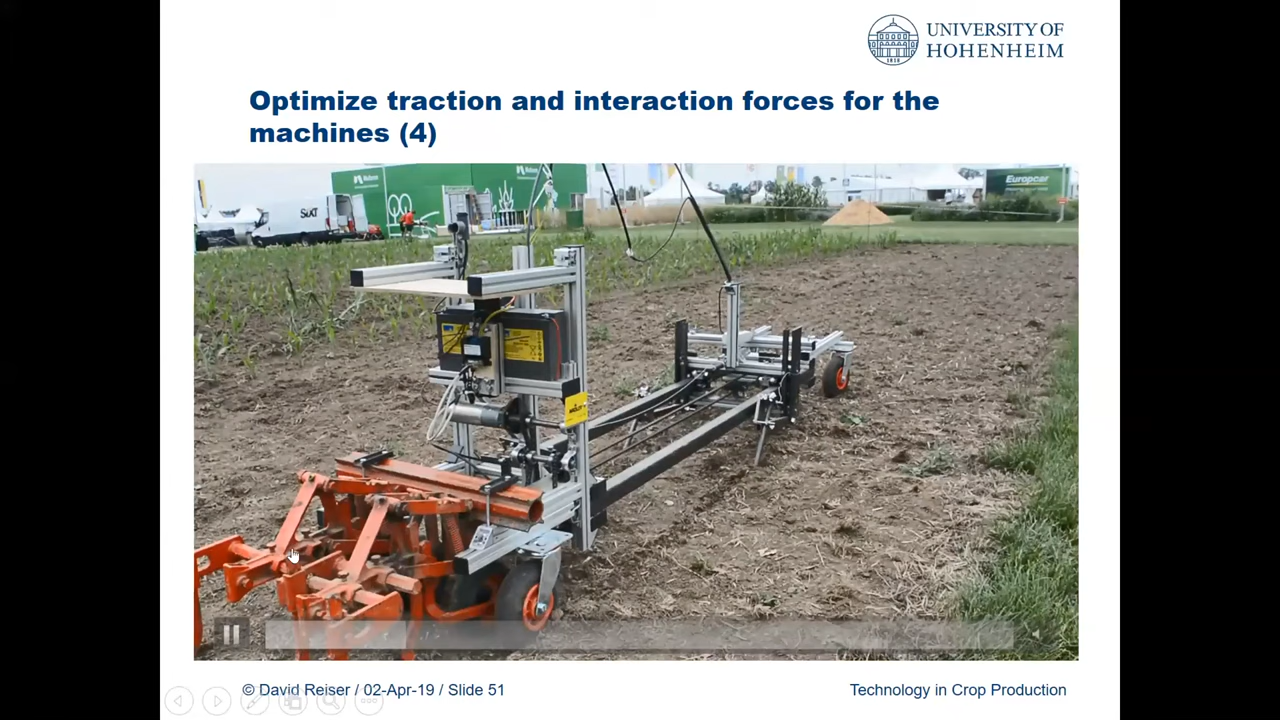 UNIVERSITY OF
HOHENHEIM
1818
Optimize traction and interaction forces for the
machines (4)
SIXT
Europcar
© David Reiser / 02-Apr-19 / Slide 51
Technology in Crop Production